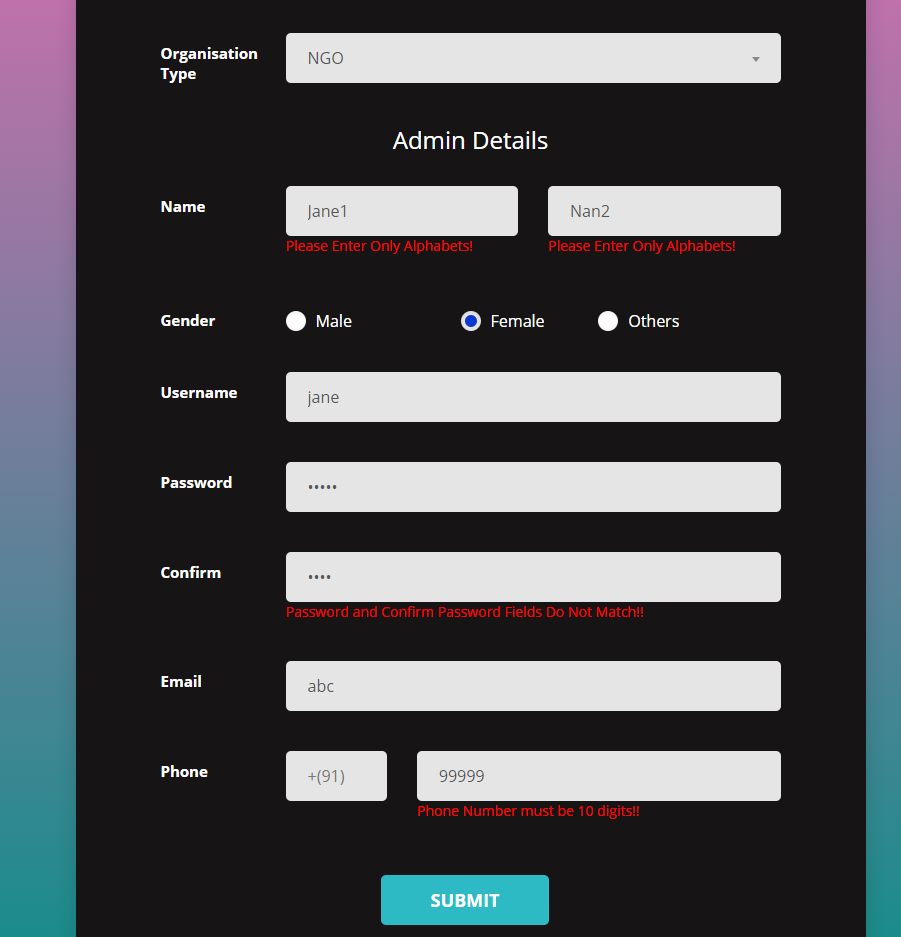 Organisation
Type
NGO
Admin Details
Name
Jane1
Nan2
Please Enter Only Alphabets!
Please Enter Only Alphabets!
Gender
Male
Female
Others
Username
jane
Password
•••••
Confirm
••••
Password and Confirm Password Fields Do Not Match!!
Email
abc
Phone
+(91)
99999
Phone Number must be 10 digits!!
SUBMIT